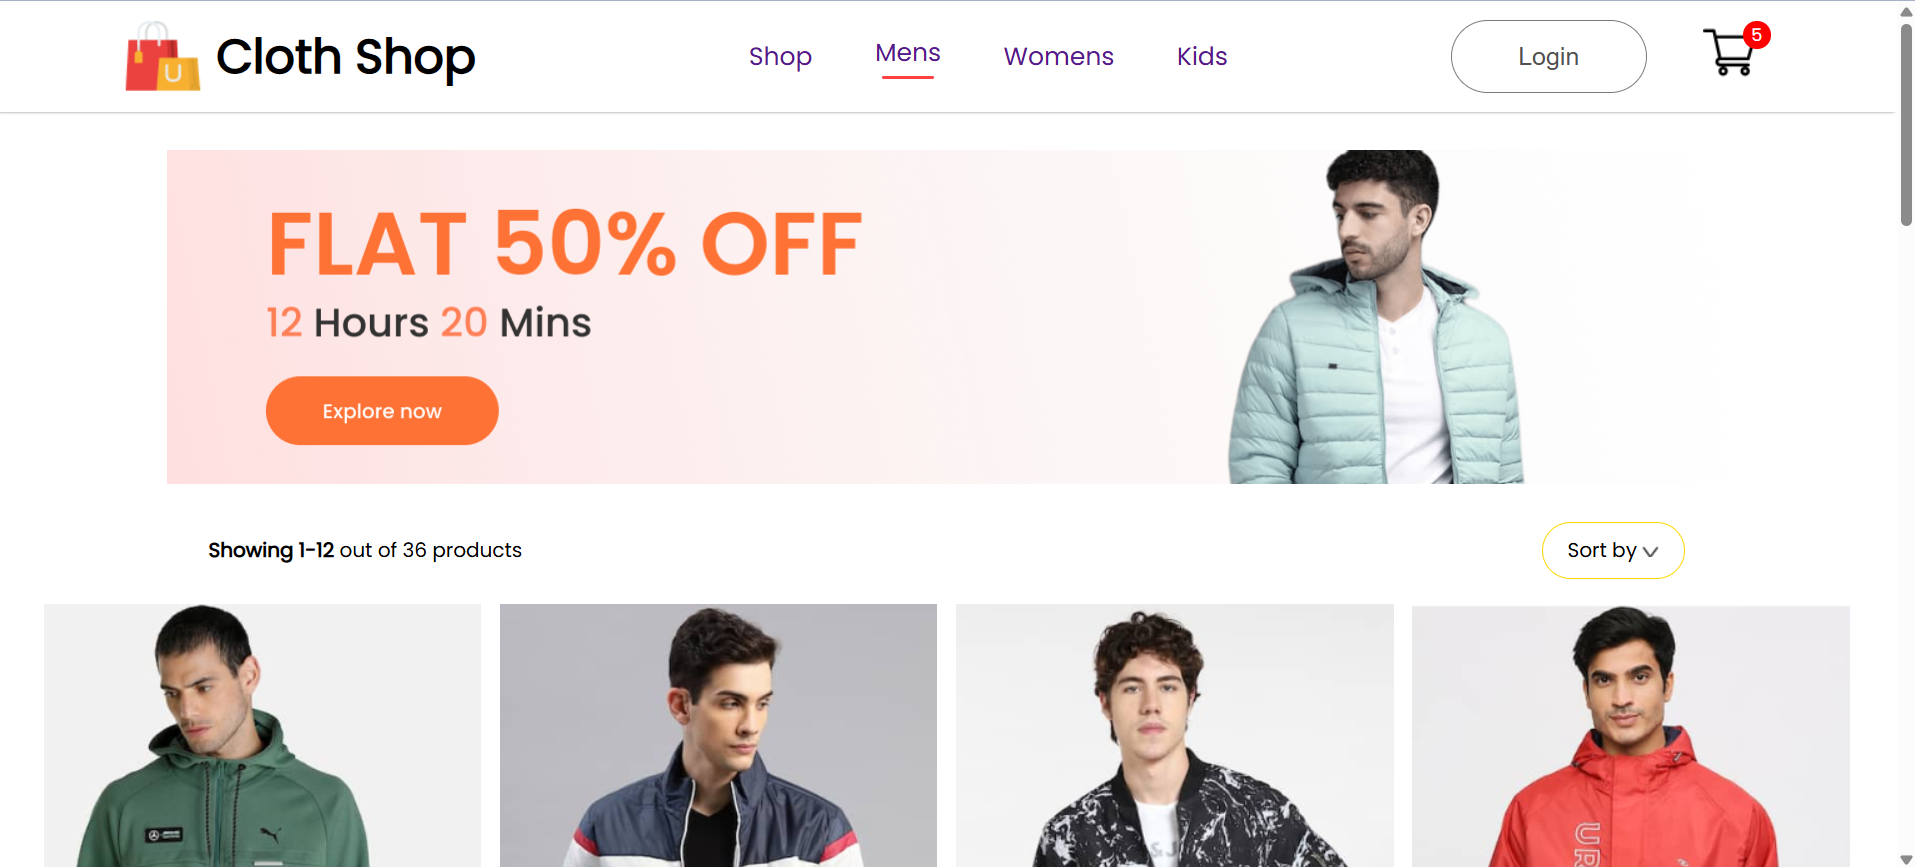 U
Cloth Shop
Shop
Mens
Womens
Kids
Login
5
FLAT 50% OFF
12 Hours 20 Mins
Explore now
Showing 1-12 out of 36 products
Sort by
& J
UR